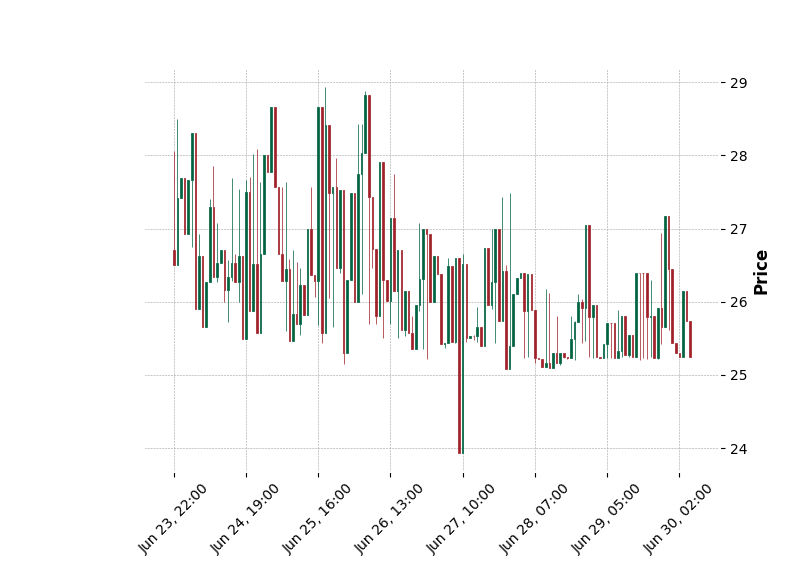 29
28
27
26
25
24
Price
Jun 23, 22:00
Jun 24, 19:00
Jun 25, 16:00
Jun 26, 13:00
Jun 27, 10:00
Jun 28, 07:00
Jun 29, 05:00
Jun 30, 02:00